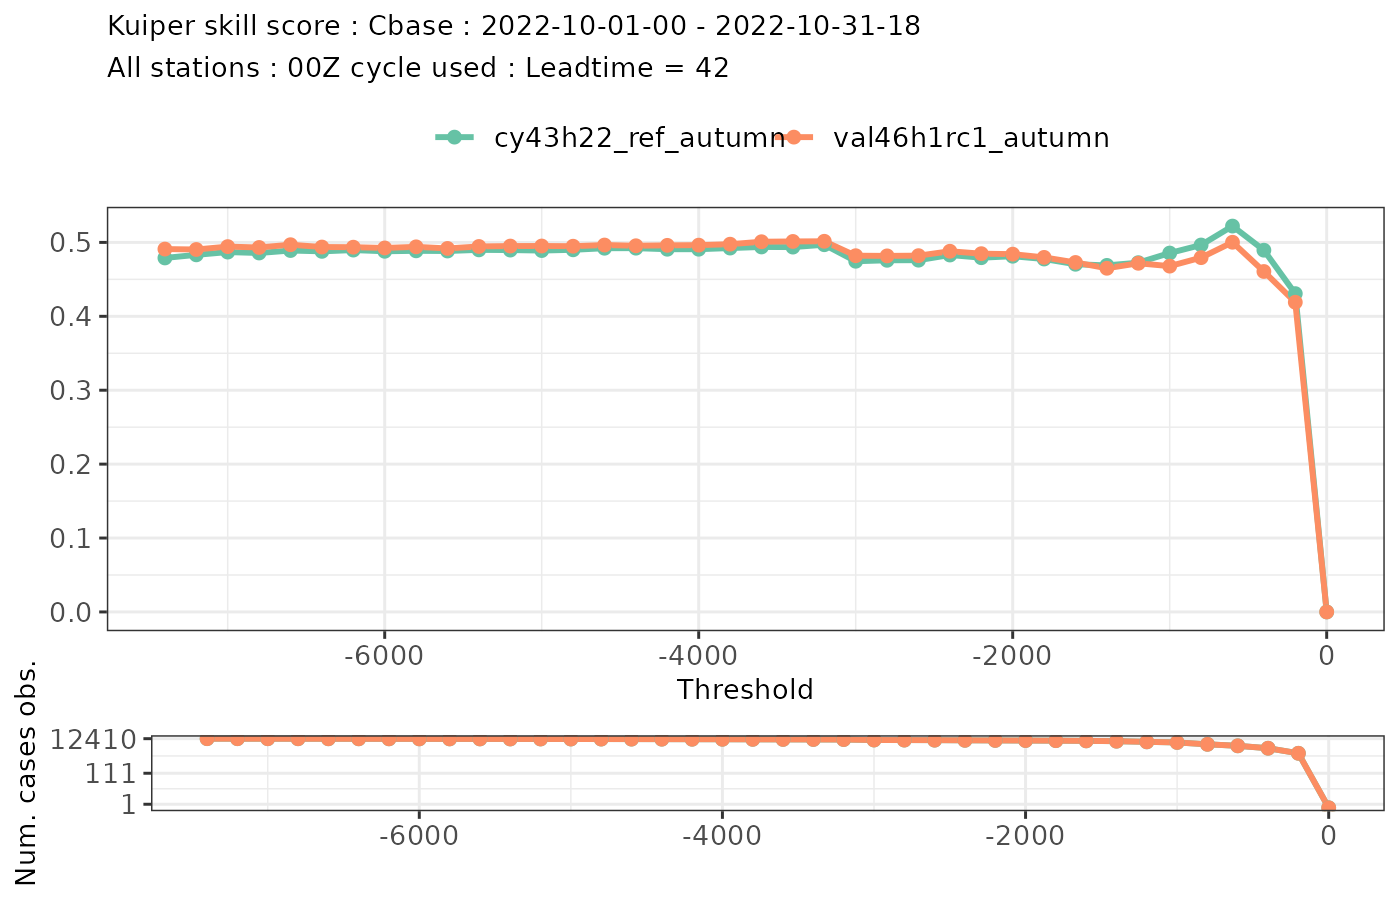 Kuiper skill score : Cbase : 2022-10-01-00 - 2022-10-31-18
All stations : 00Z cycle used : Leadtime = 42
cy43h22_ref_autumn val46h1rc1_autumn
0.5
0.4
0.3
0.2
0.1
0.0
-6000 -4000 -2000 0
Threshold
Num. cases obs.
12410
111
1
-6000 -4000 -2000 0